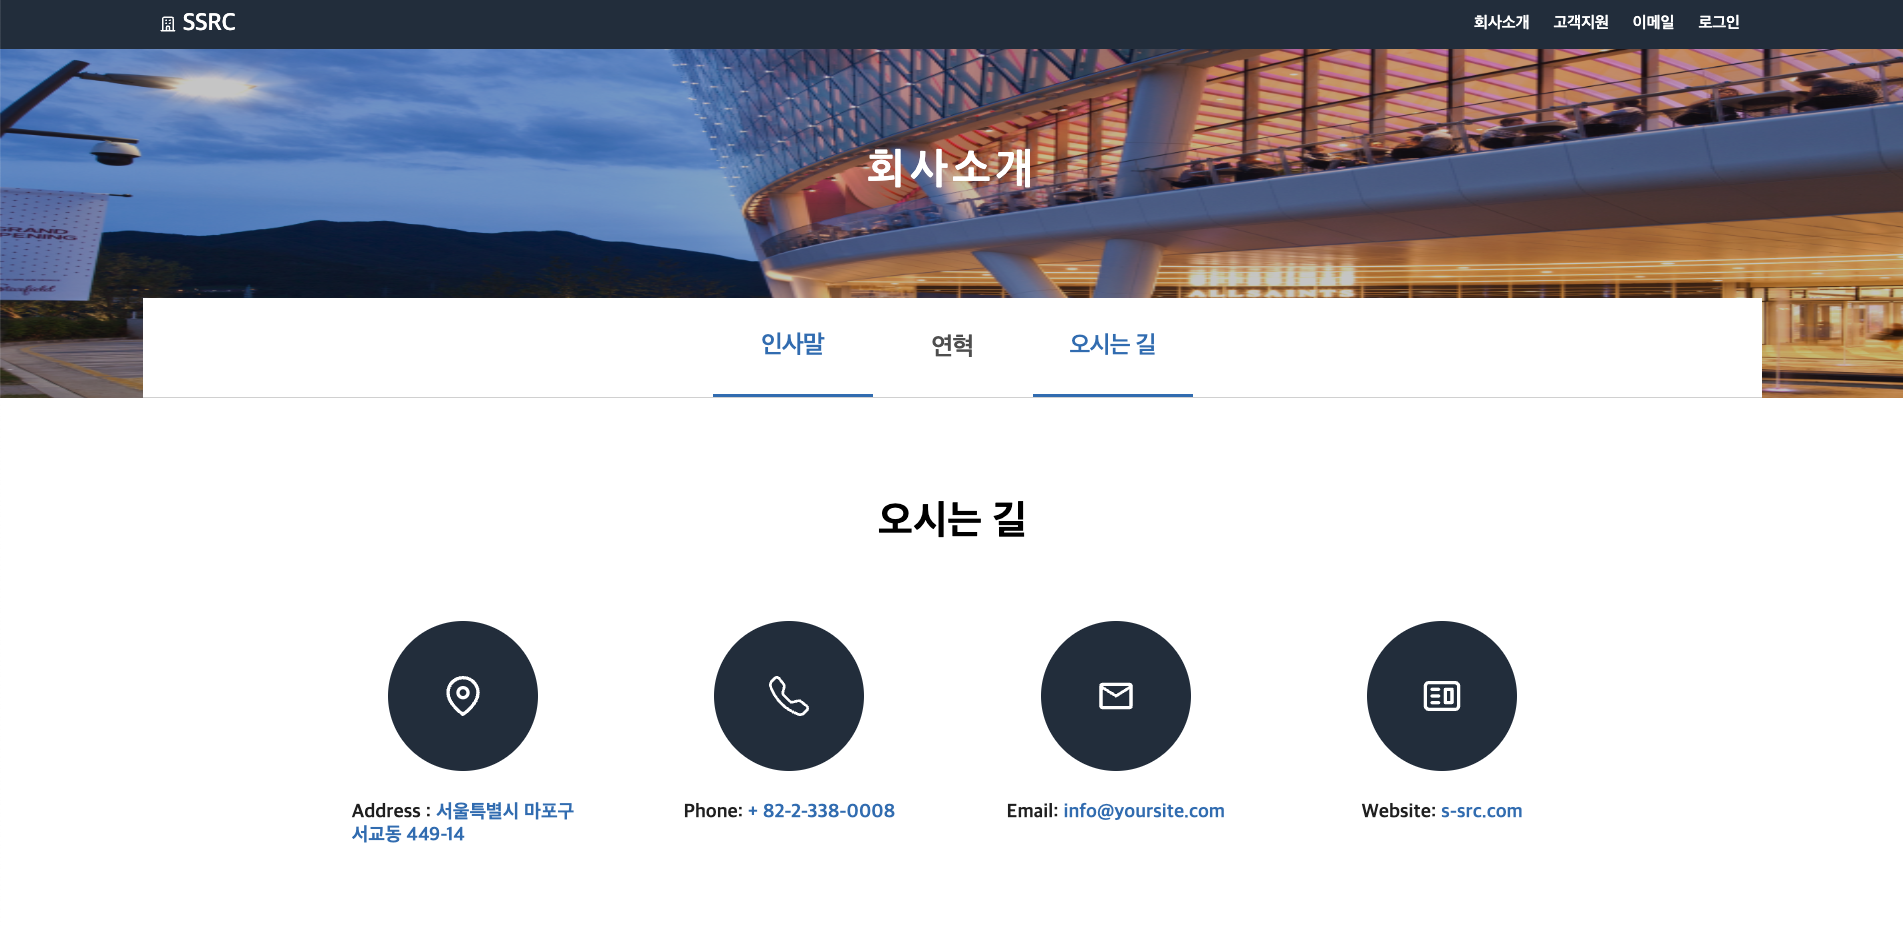 SSRC
회사소개 고객지원 이메일 로그인
회사소개
GRAND
OPENING
Starfield
인사말 연혁 오시는 길
오시는 길
Address : 서울특별시 마포구
서교동 449-14
Phone: + 82-2-338-0008
Email: info@yoursite.com
Website: s-src.com